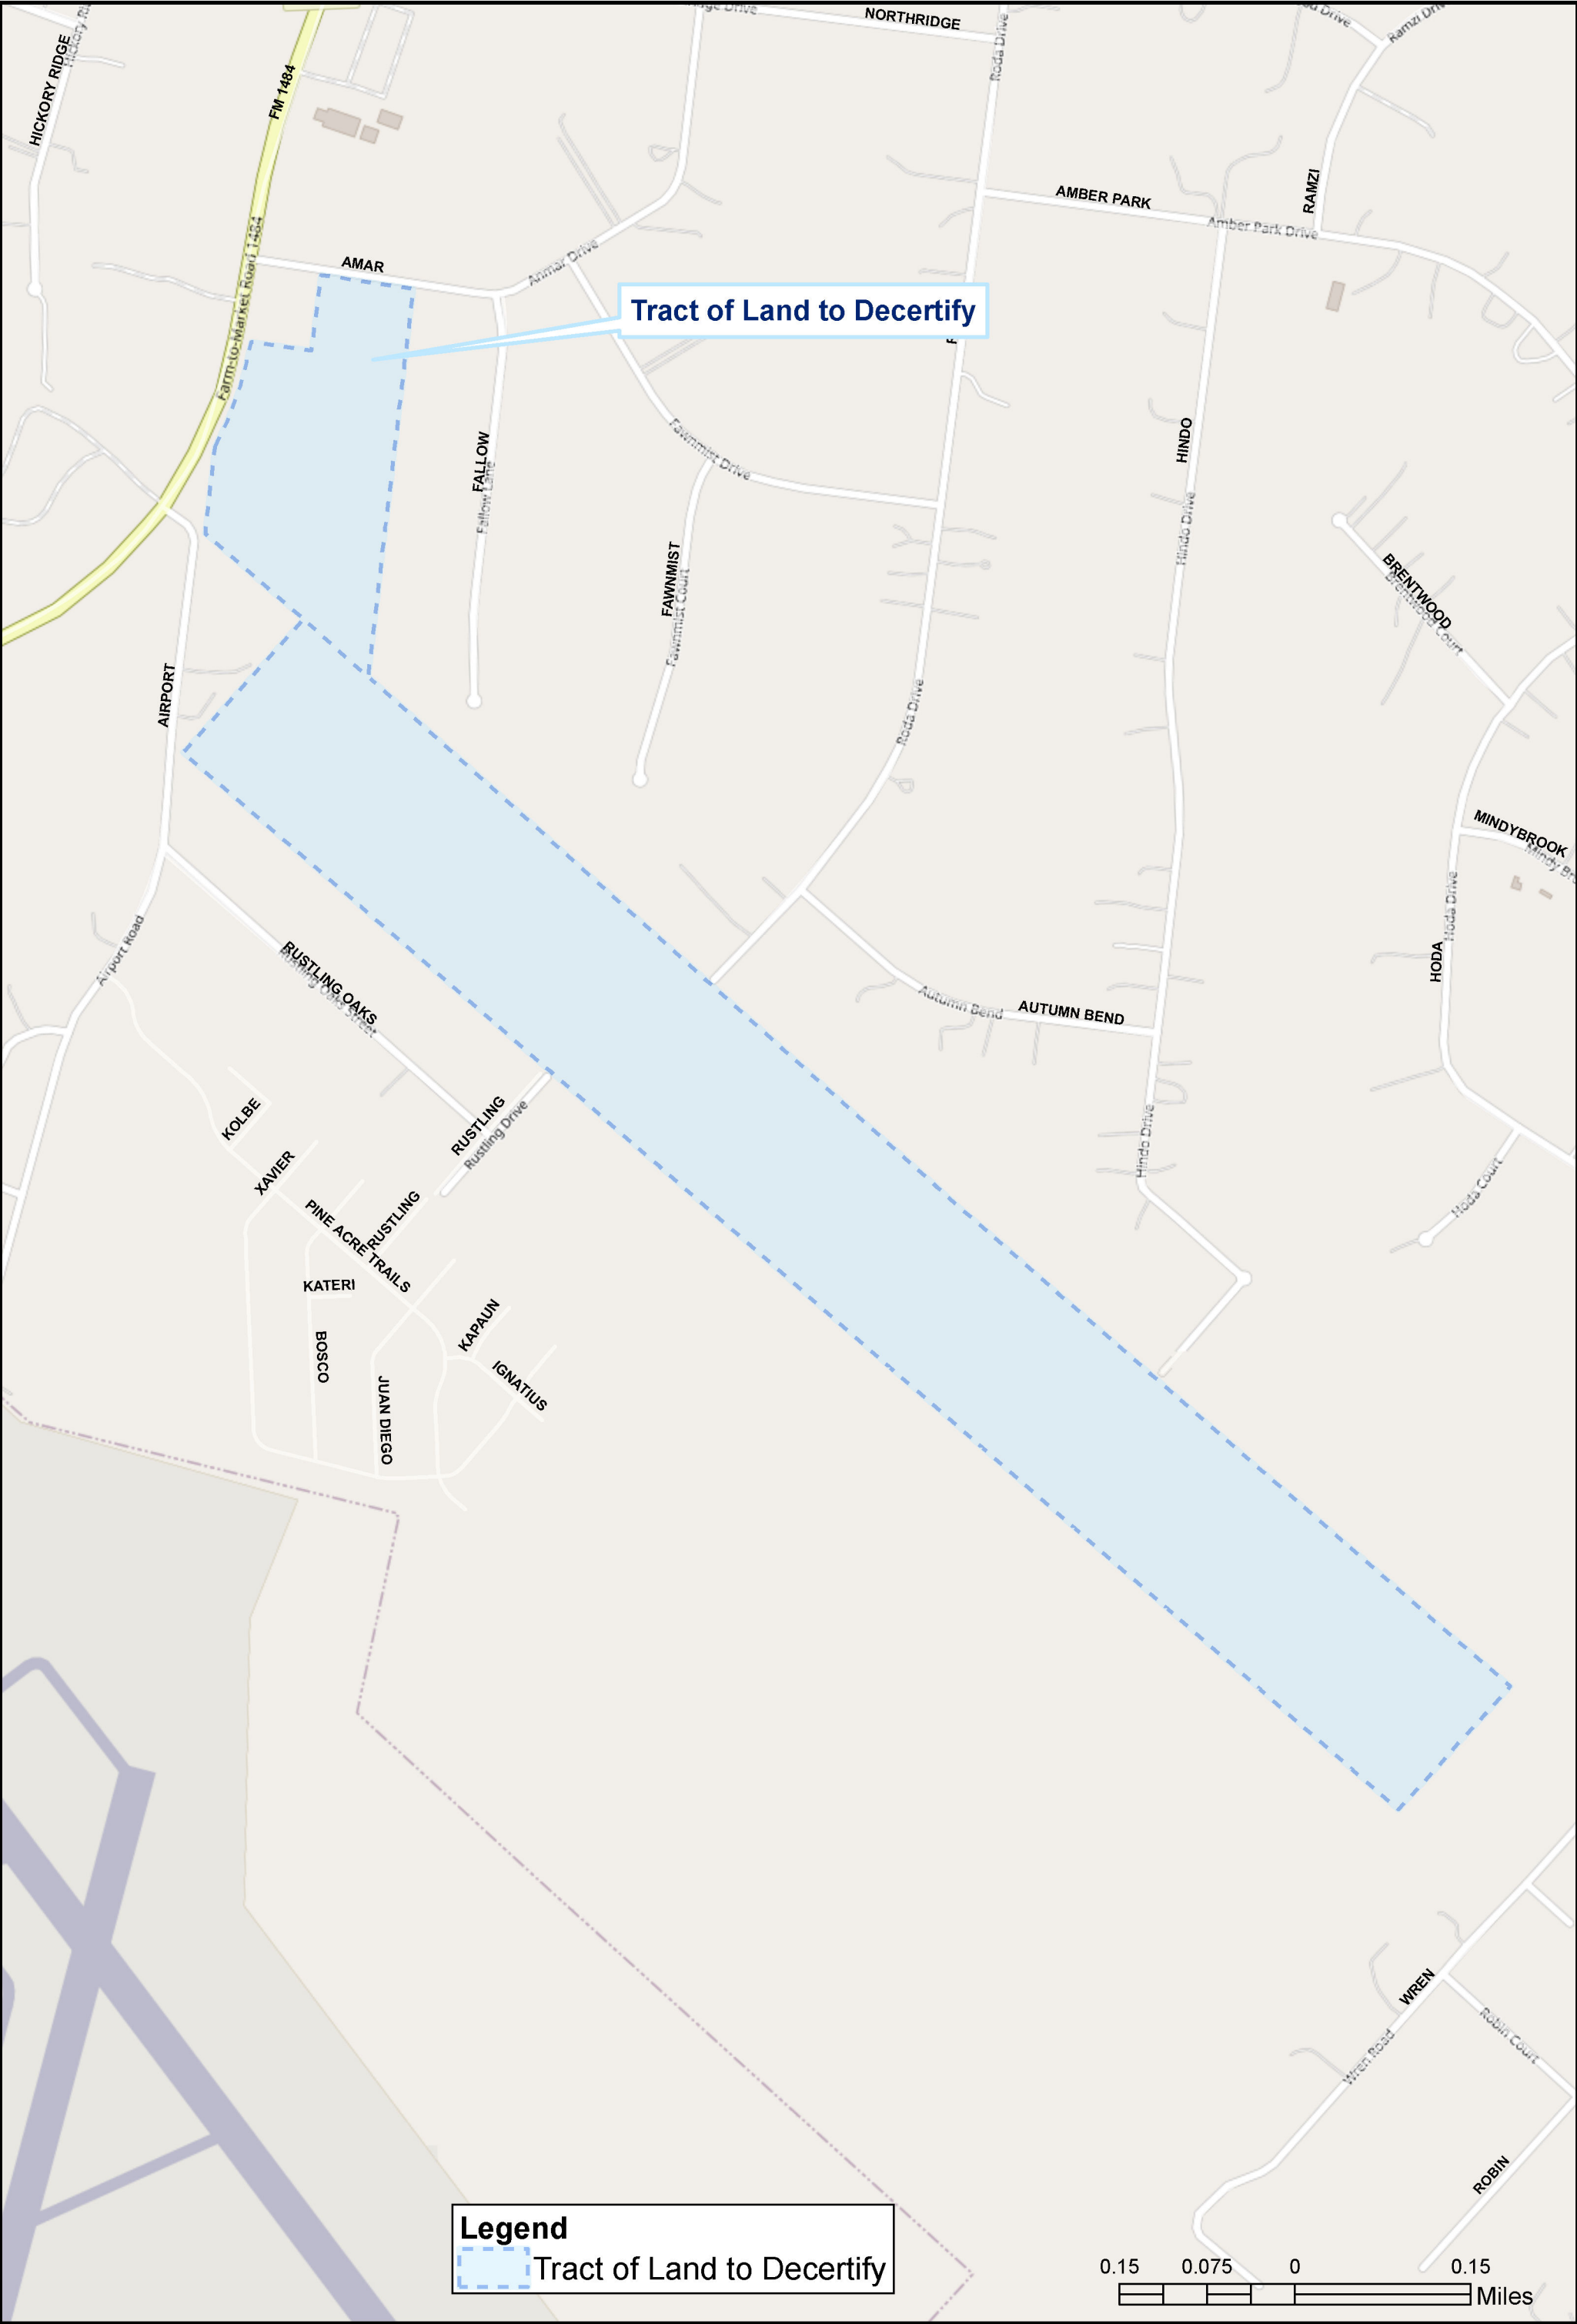 NORTHRIDGE
Roda Drive
Ramzi Drive
HICKORY RIDGE
FM 1484
AMBER PARK
RAMZI
Amber Park Drive
Farm-to-Market Road 1484
AMAR
Anmar Drive
Tract of Land to Decertify
FALLOW
Fallow Lane
Fawnmist Drive
HINDO
Hindo Drive
FAWNMIST
Fawnmist Court
BRENTWOOD
Brentwood Court
AIRPORT
Roda Drive
MINDYBROOK
Hoda Drive
HODA
Airport Road
RUSTLING OAKS
Rustling Oaks Street
Autumn Bend
AUTUMN BEND
KOLBE
RUSTLING
Rustling Drive
Hindo Drive
XAVIER
Hoda Court
PINE ACRE TRAILS
RUSTLING
KATERI
BOSCO
KAPAUN
JUAN DIEGO
IGNATIUS
WREN
Wren Road
Robin Court
ROBIN
Legend
Tract of Land to Decertify
0.15 0.075 0 0.15
Miles